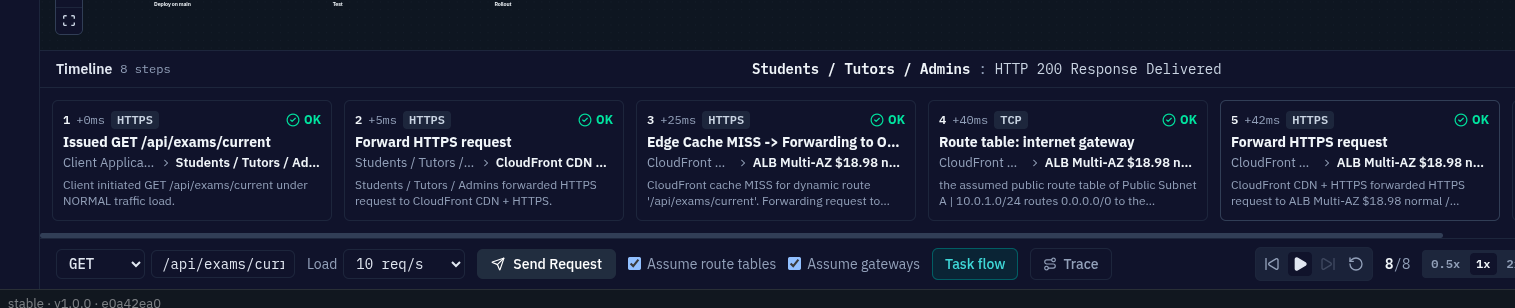 Deploy on main Test Rollout
Timeline 8 steps Students / Tutors / Admins : HTTP 200 Response Delivered
1 +0ms HTTPS OK
Issued GET /api/exams/current
Client Applica... > Students / Tutors / Ad...
Client initiated GET /api/exams/current under
NORMAL traffic load.
2 +5ms HTTPS OK
Forward HTTPS request
Students / Tutors /... > CloudFront CDN ...
Students / Tutors / Admins forwarded HTTPS
request to CloudFront CDN + HTTPS.
3 +25ms HTTPS OK
Edge Cache MISS -> Forwarding to O...
CloudFront ... > ALB Multi-AZ $18.98 n...
CloudFront cache MISS for dynamic route
'/api/exams/current'. Forwarding request to...
4 +40ms TCP OK
Route table: internet gateway
CloudFront ... > ALB Multi-AZ $18.98 n...
the assumed public route table of Public Subnet
A | 10.0.1.0/24 routes 0.0.0.0/0 to the...
5 +42ms HTTPS OK
Forward HTTPS request
CloudFront ... > ALB Multi-AZ $18.98 n...
CloudFront CDN + HTTPS forwarded HTTPS
request to ALB Multi-AZ $18.98 normal /...
GET /api/exams/curr Load 10 req/s Send Request Assume route tables Assume gateways Task flow Trace 8/8 0.5x 1x
stable · v1.0.0 · e0a42ea0